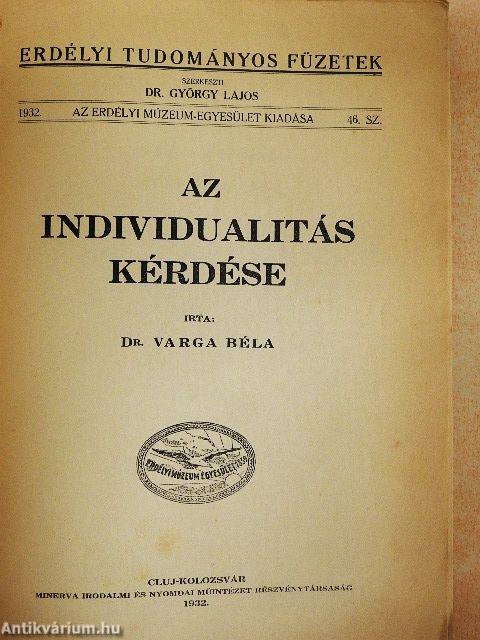 ERDÉLYI TUDOMÁNYOS FÜZETEK
SZERKESZTI
DR. GYÖRGY LAJOS
1932. AZ ERDÉLYI MÚZEUM-EGYESÜLET KIADÁSA 46. SZ.
AZ
INDIVIDUALITÁS
KÉRDÉSE
IRTA:
DR. VARGA BÉLA
ERDÉLYI MÚZEUM EGYESÜLET
CLUJ-KOLOZSVÁR
MINERVA IRODALMI ÉS NYOMDAI MŰINTÉZET RÉSZVÉNYTÁRSASÁG
1932.
Antikvárium.hu